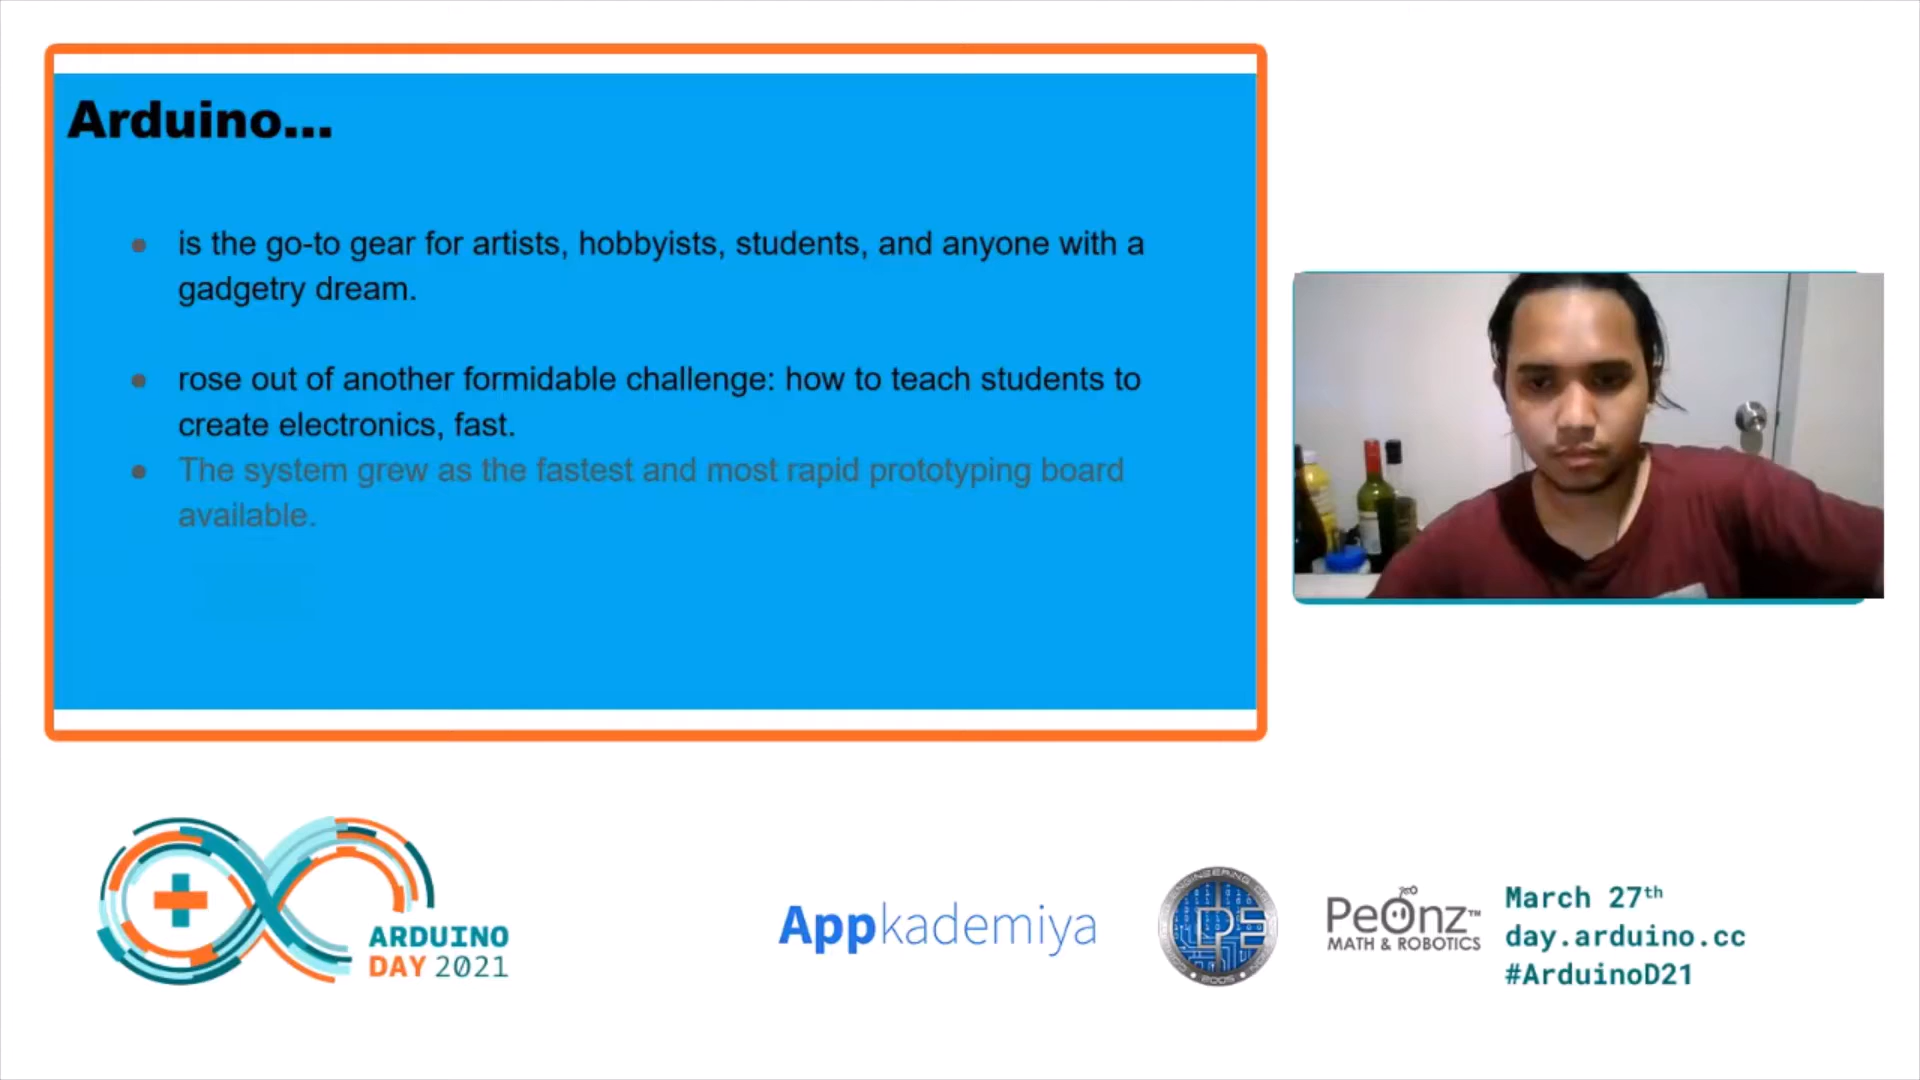 Arduino...
is the go-to gear for artists, hobbyists, students, and anyone with a
gadgetry dream.
rose out of another formidable challenge: how to teach students to
create electronics, fast.
The system grew as the fastest and most rapid prototyping board
available.
ARDUINO
DAY 2021
Appkademiya
PeOnz™
MATH & ROBOTICS
March 27th
day.arduino.cc
#ArduinoD21